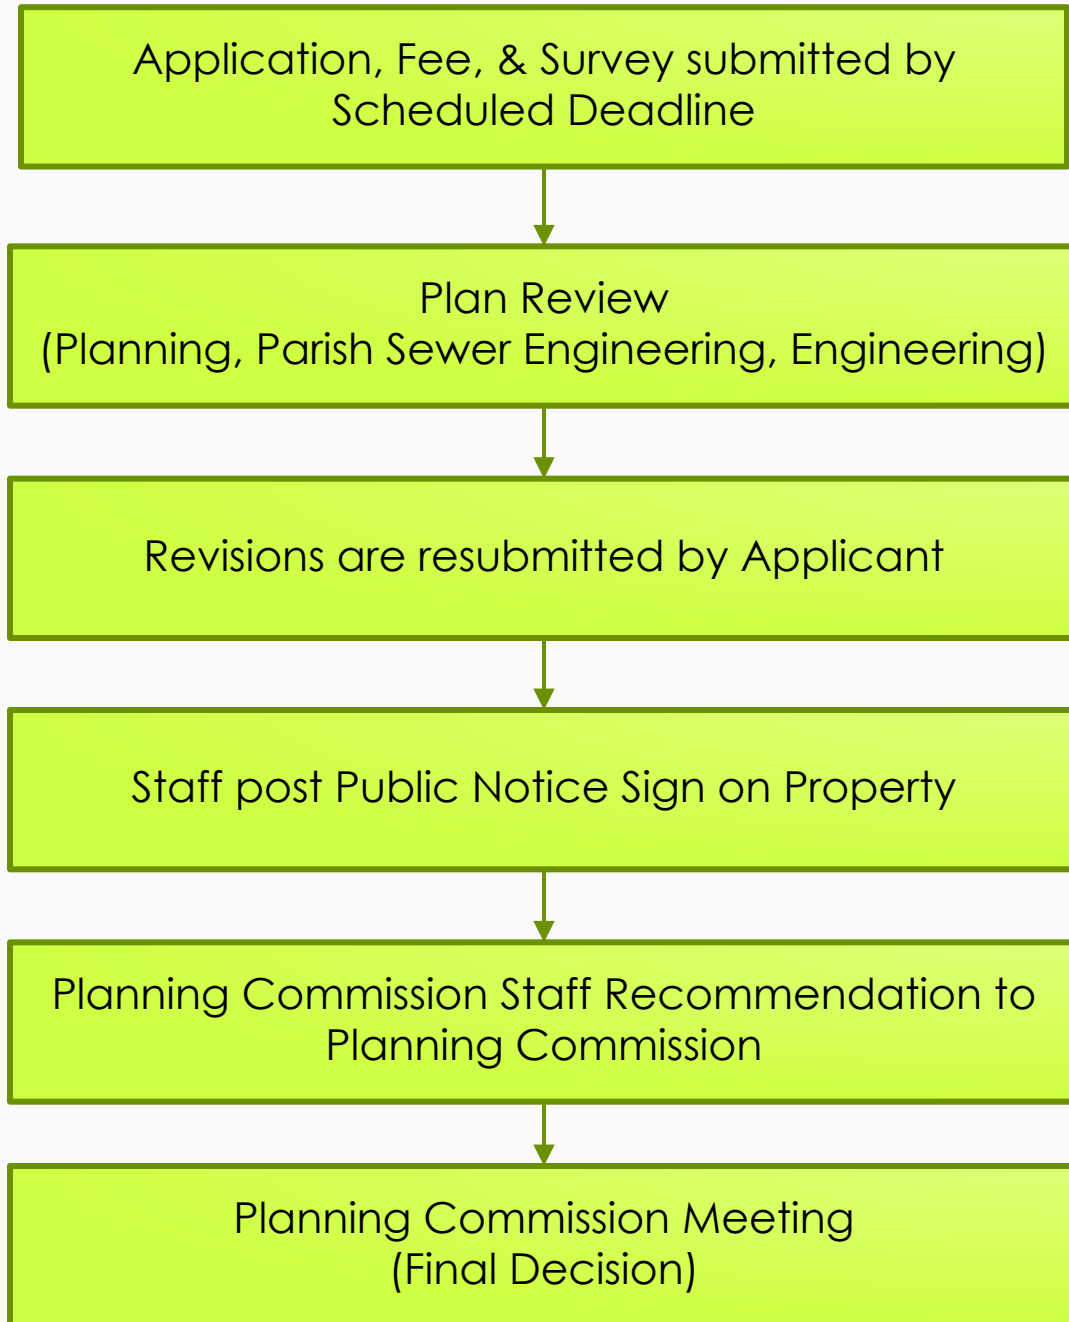 Application, Fee, & Survey submitted by
Scheduled Deadline
Plan Review
(Planning, Parish Sewer Engineering, Engineering)
Revisions are resubmitted by Applicant
Staff post Public Notice Sign on Property
Planning Commission Staff Recommendation to
Planning Commission
Planning Commission Meeting
(Final Decision)